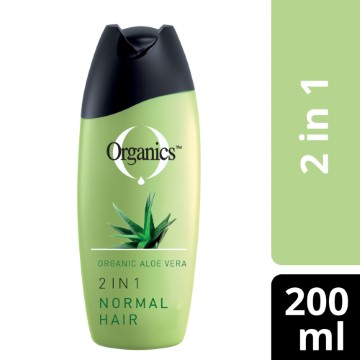 Organics™
ORGANIC ALOE VERA
2 IN 1
NORMAL
HAIR
2 in 1
200
ml